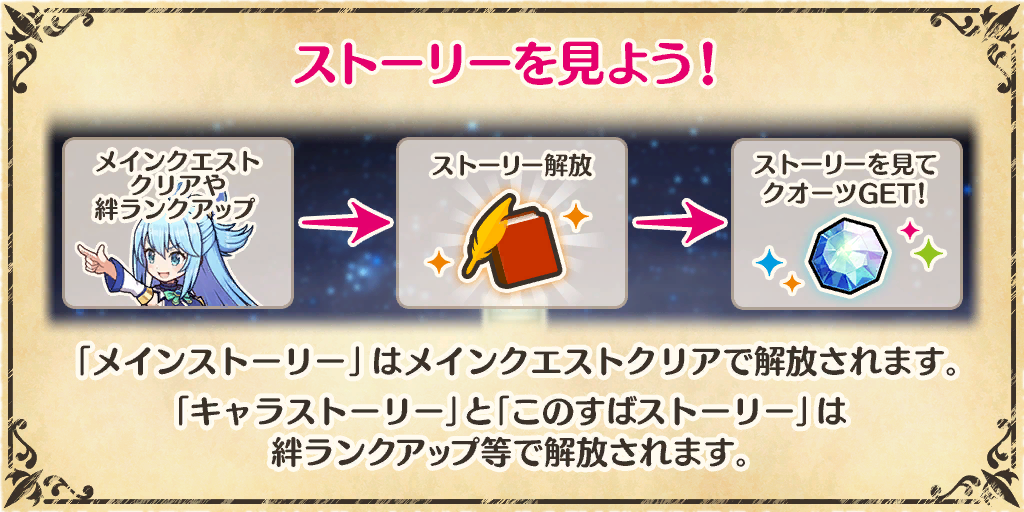 ストーリーを見よう！
メインクエスト
クリアや
絆ランクアップ
ストーリー解放
ストーリーを見て
クオーツGET!
「メインストーリー」はメインクエストクリアで解放されます。
「キャラストーリー」と「このすばストーリー」は
絆ランクアップ等で解放されます。